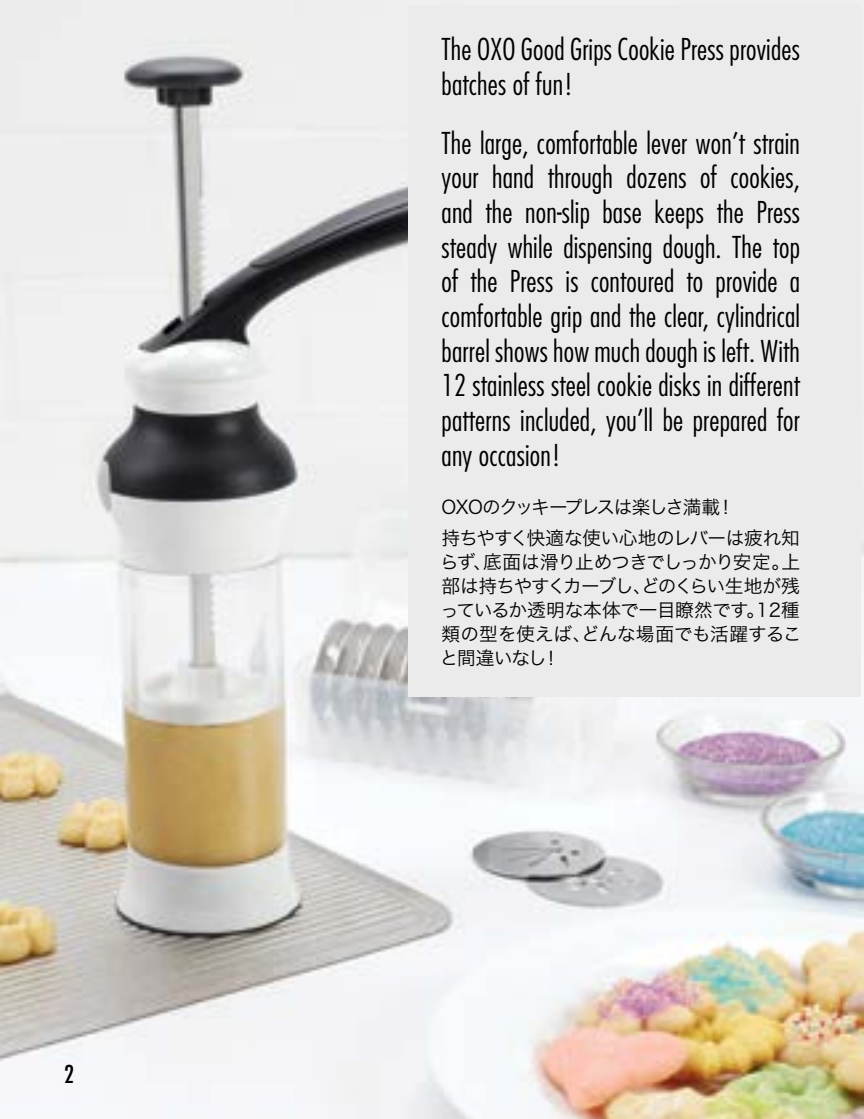 The OXO Good Grips Cookie Press provides
batches of fun!
The large, comfortable lever won't strain
your hand through dozens of cookies,
and the non-slip base keeps the Press
steady while dispensing dough. The top
of the Press is contoured to provide a
comfortable grip and the clear, cylindrical
barrel shows how much dough is left. With
12 stainless steel cookie disks in different
patterns included, you'll be prepared for
any occasion!
OXOのクッキープレスは楽しさ満載！
持ちやすく快適な使い心地のレバーは疲れ知
らず、底面は滑り止めつきでしっかり安定。上
部は持ちやすくカーブし、どのくらい生地が残
っているか透明な本体で一目瞭然です。12種
類の型を使えば、どんな場面でも活躍するこ
と間違いなし！
2